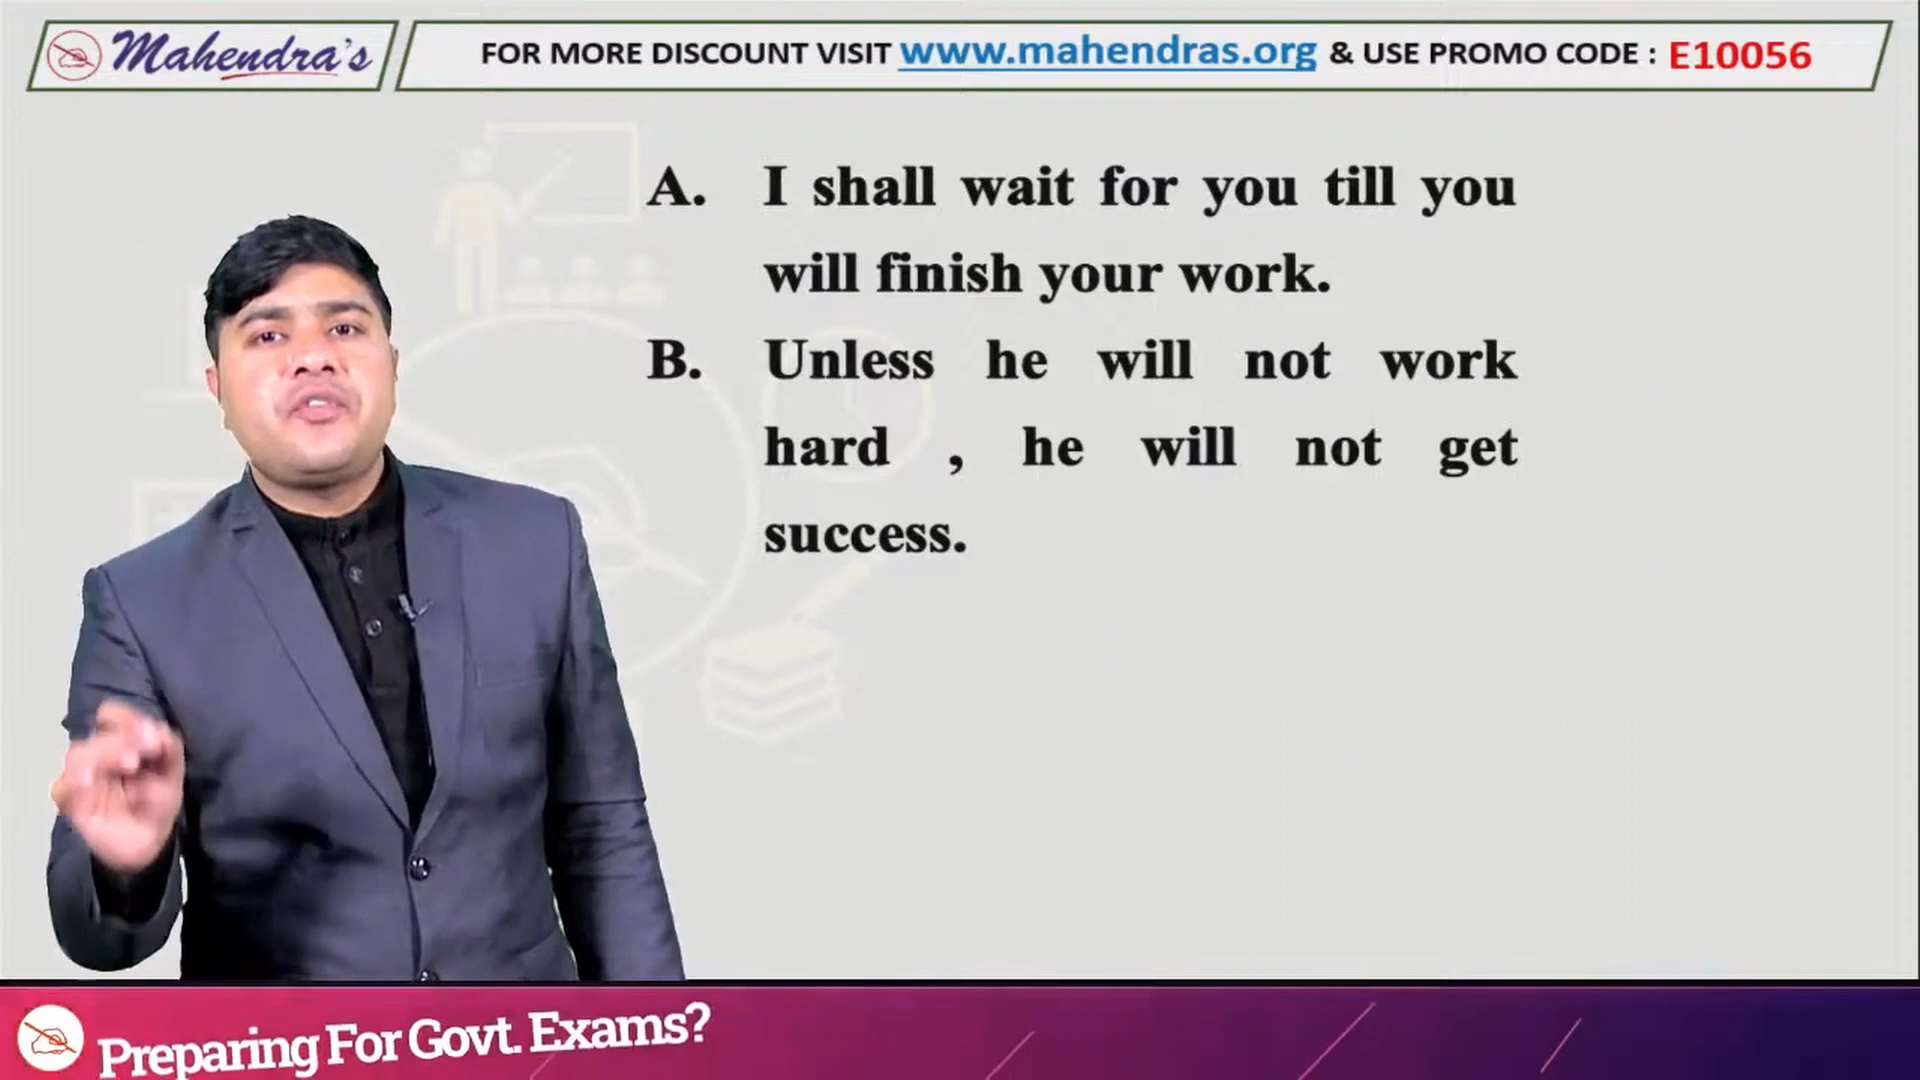 Mahendra's
FOR MORE DISCOUNT VISIT www.mahendras.org & USE PROMO CODE : E10056
A. I shall wait for you till you
will finish your work.
B. Unless he will not work
hard , he will not get
success.
Preparing For Govt. Exams?